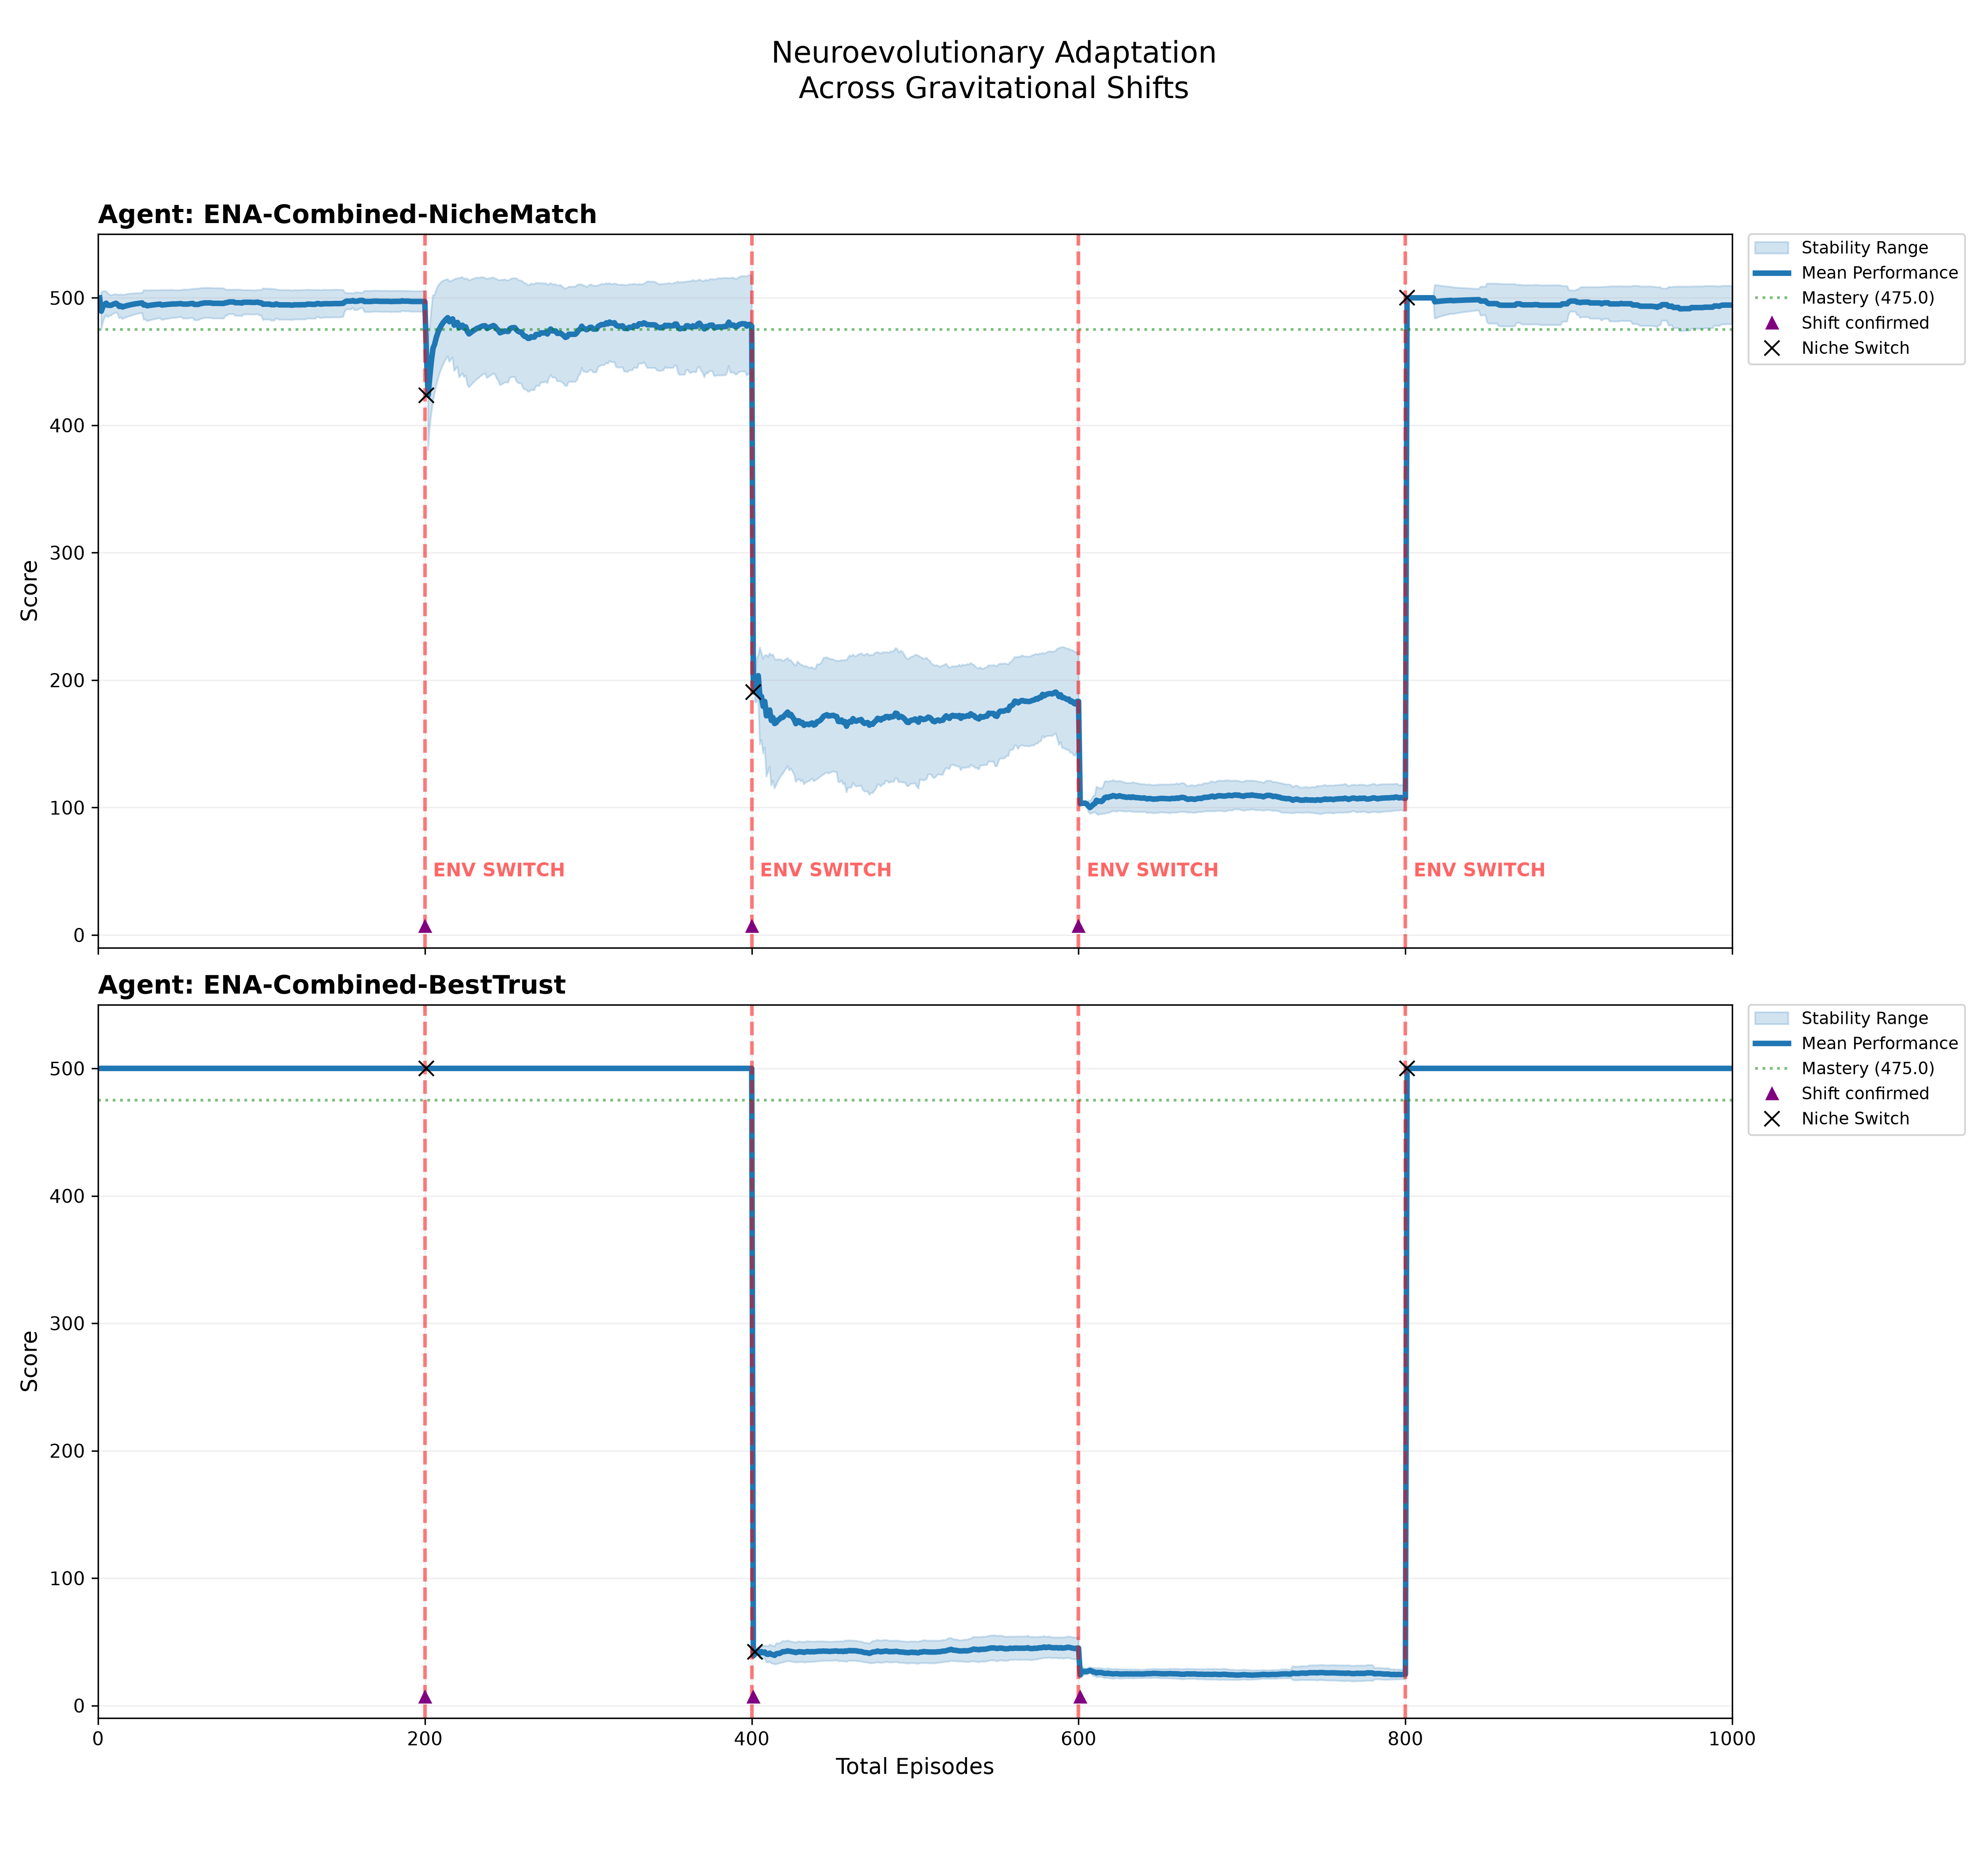 Neuroevolutionary Adaptation
Across Gravitational Shifts
Agent: ENA-Combined-NicheMatch
Score
500
400
300
200
100
0
ENV SWITCH
ENV SWITCH
ENV SWITCH
ENV SWITCH
Stability Range
Mean Performance
Mastery (475.0)
Shift confirmed
Niche Switch
Agent: ENA-Combined-BestTrust
Score
500
400
300
200
100
0
Stability Range
Mean Performance
Mastery (475.0)
Shift confirmed
Niche Switch
0 200 400 600 800 1000
Total Episodes